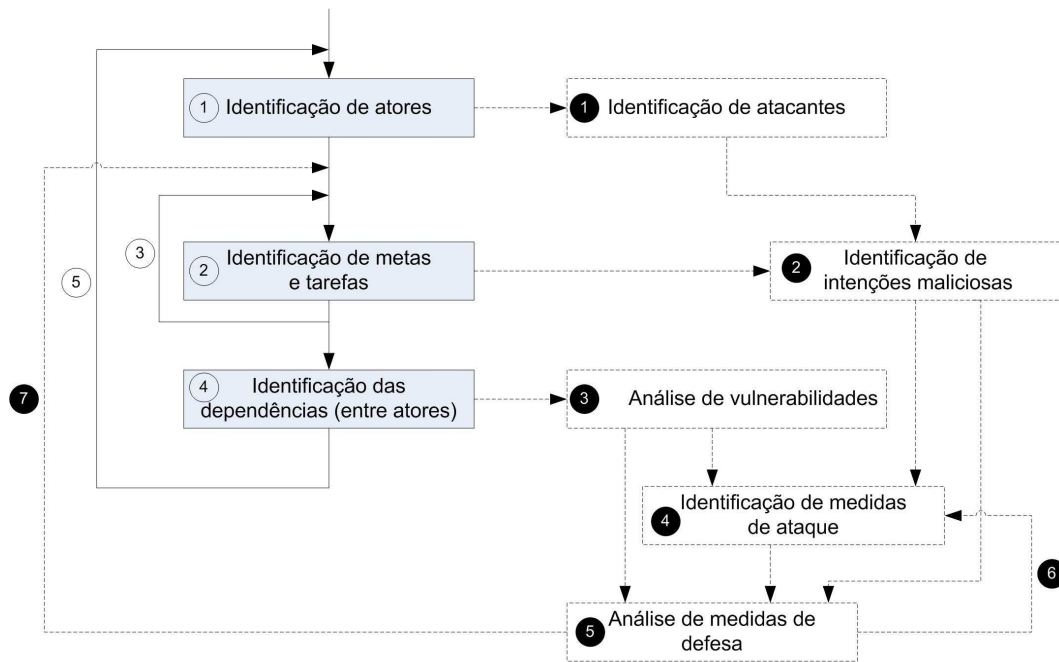 1 Identificação de atores
1 Identificação de atacantes
3
5
2 Identificação de metas
e tarefas
2 Identificação de
intenções maliciosas
7
4 Identificação das
dependências (entre atores)
3 Análise de vulnerabilidades
4 Identificação de medidas
de ataque
6
5 Análise de medidas de
defesa